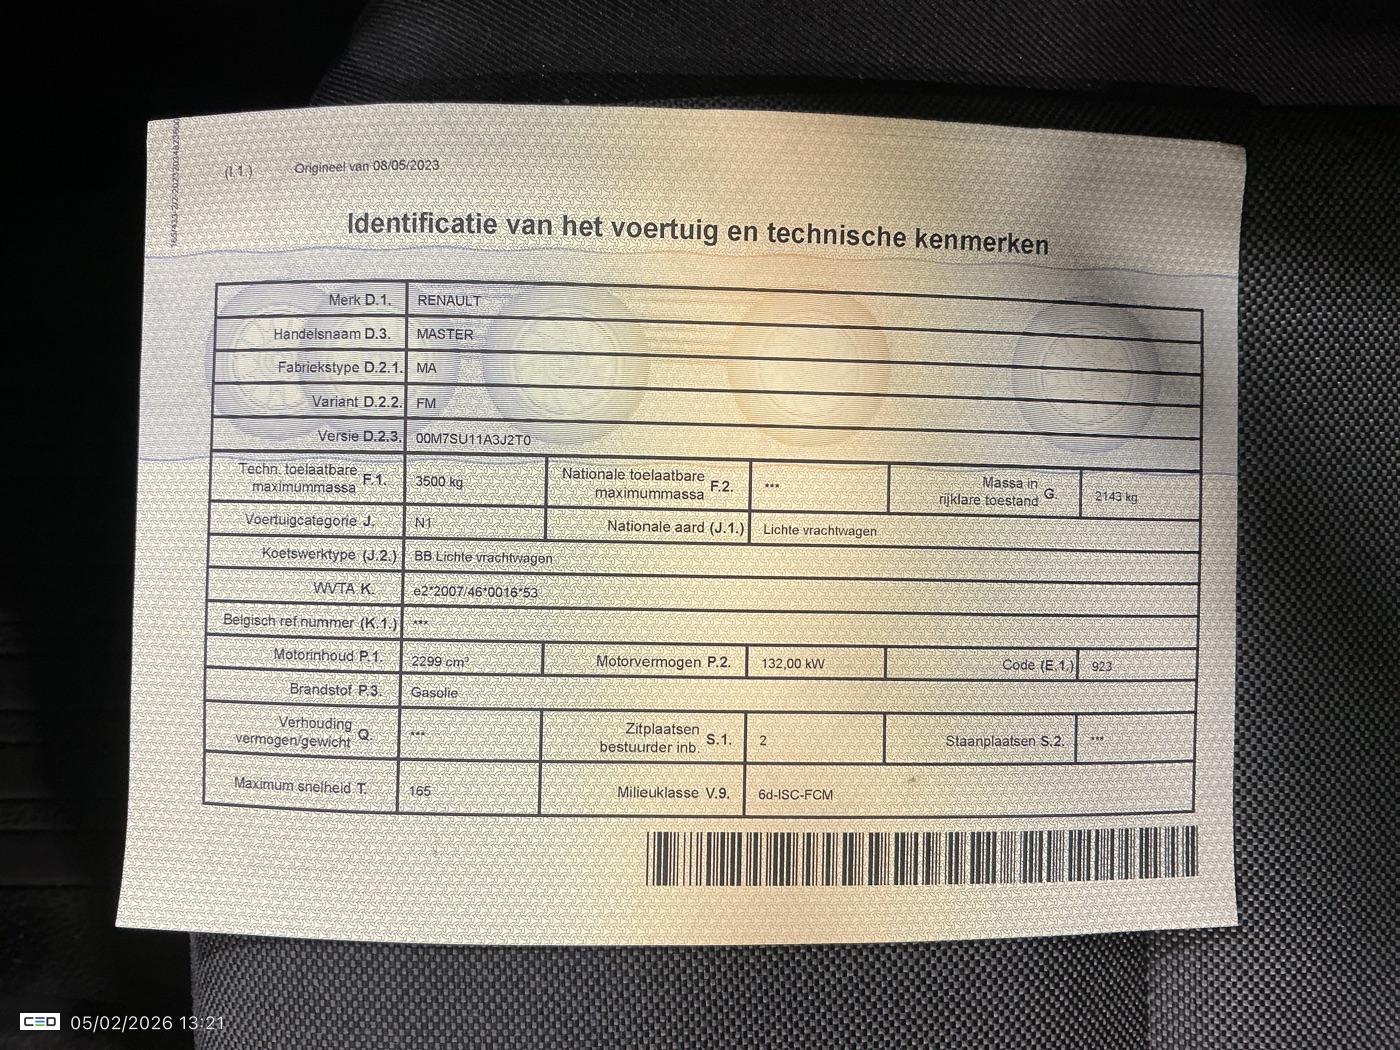 (I.1) Origineel van 08/05/2023
Identificatie van het voertuig en technische kenmerken
Merk D.1. RENAULT
Handelsnaam D.3. MASTER
Fabriekstype D.2.1. MA
Variant D.2.2. FM
Versie D.2.3. 00M7SU11A3J2T0
Techn. toelaatbare maximummassa F.1. 3500 kg Nationale toelaatbare maximummassa F.2. *** Massa in rijklare toestand G. 2143 kg
Voertuigcategorie J. N1 Nationale aard (J.1.) Lichte vrachtwagen
Koetswerktype (J.2.) BB Lichte vrachtwagen
WVTA K. e2*2007/46*0016*53
Belgisch ref.nummer (K.1.) ***
Motorinhoud P.1. 2299 cm³ Motorvermogen P.2. 132,00 kW Code (E.1.) 923
Brandstof P.3. Gasolie
Verhouding vermogen/gewicht Q. *** Zitplaatsen bestuurder inb. S.1. 2 Staanplaatsen S.2. ***
Maximum snelheid T. 165 Milieuklasse V.9. 6d-ISC-FCM
CED 05/02/2026 13:21